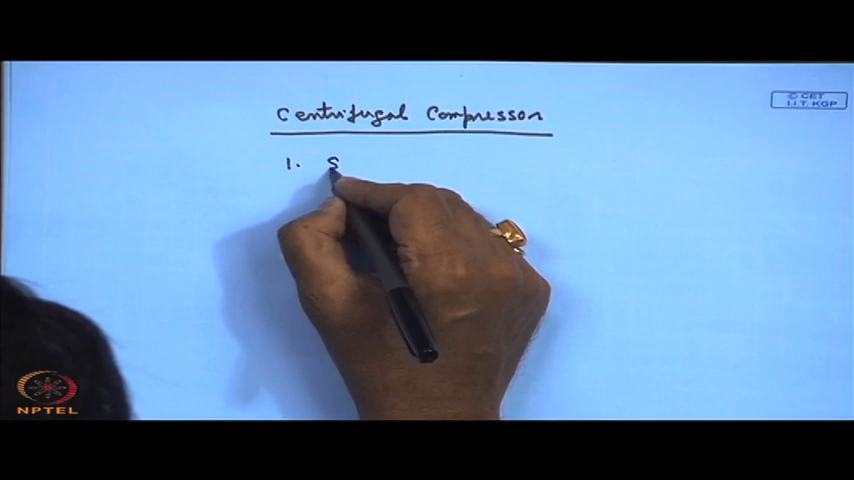 © CET
I.I.T. KGP
Centrifugal Compressor
1. S
NPTEL